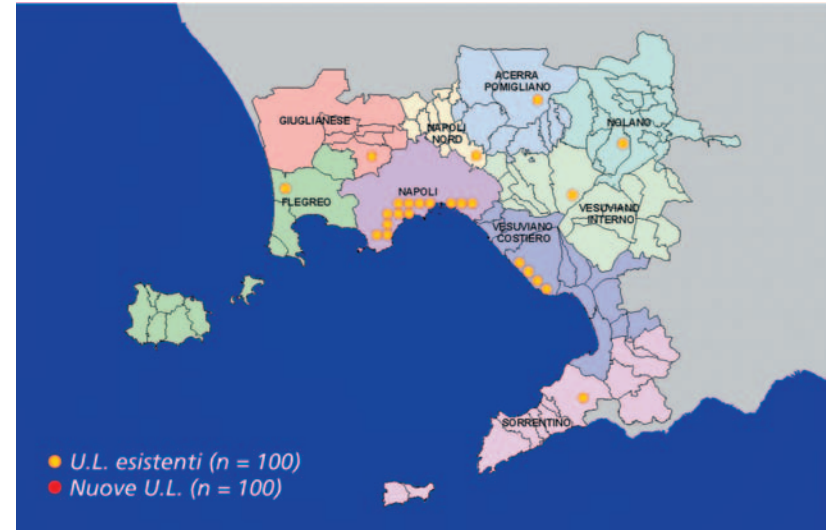 ACERRA
POMIGLIANO
GIUGLIANESE
NAPOLI
NORD
NOLANO
NAPOLI
FLEGREO
VESUVIANO
INTERNO
VESUVIANO
COSTIERO
SORRENTINO
U.L. esistenti (n = 100)
Nuove U.L. (n = 100)